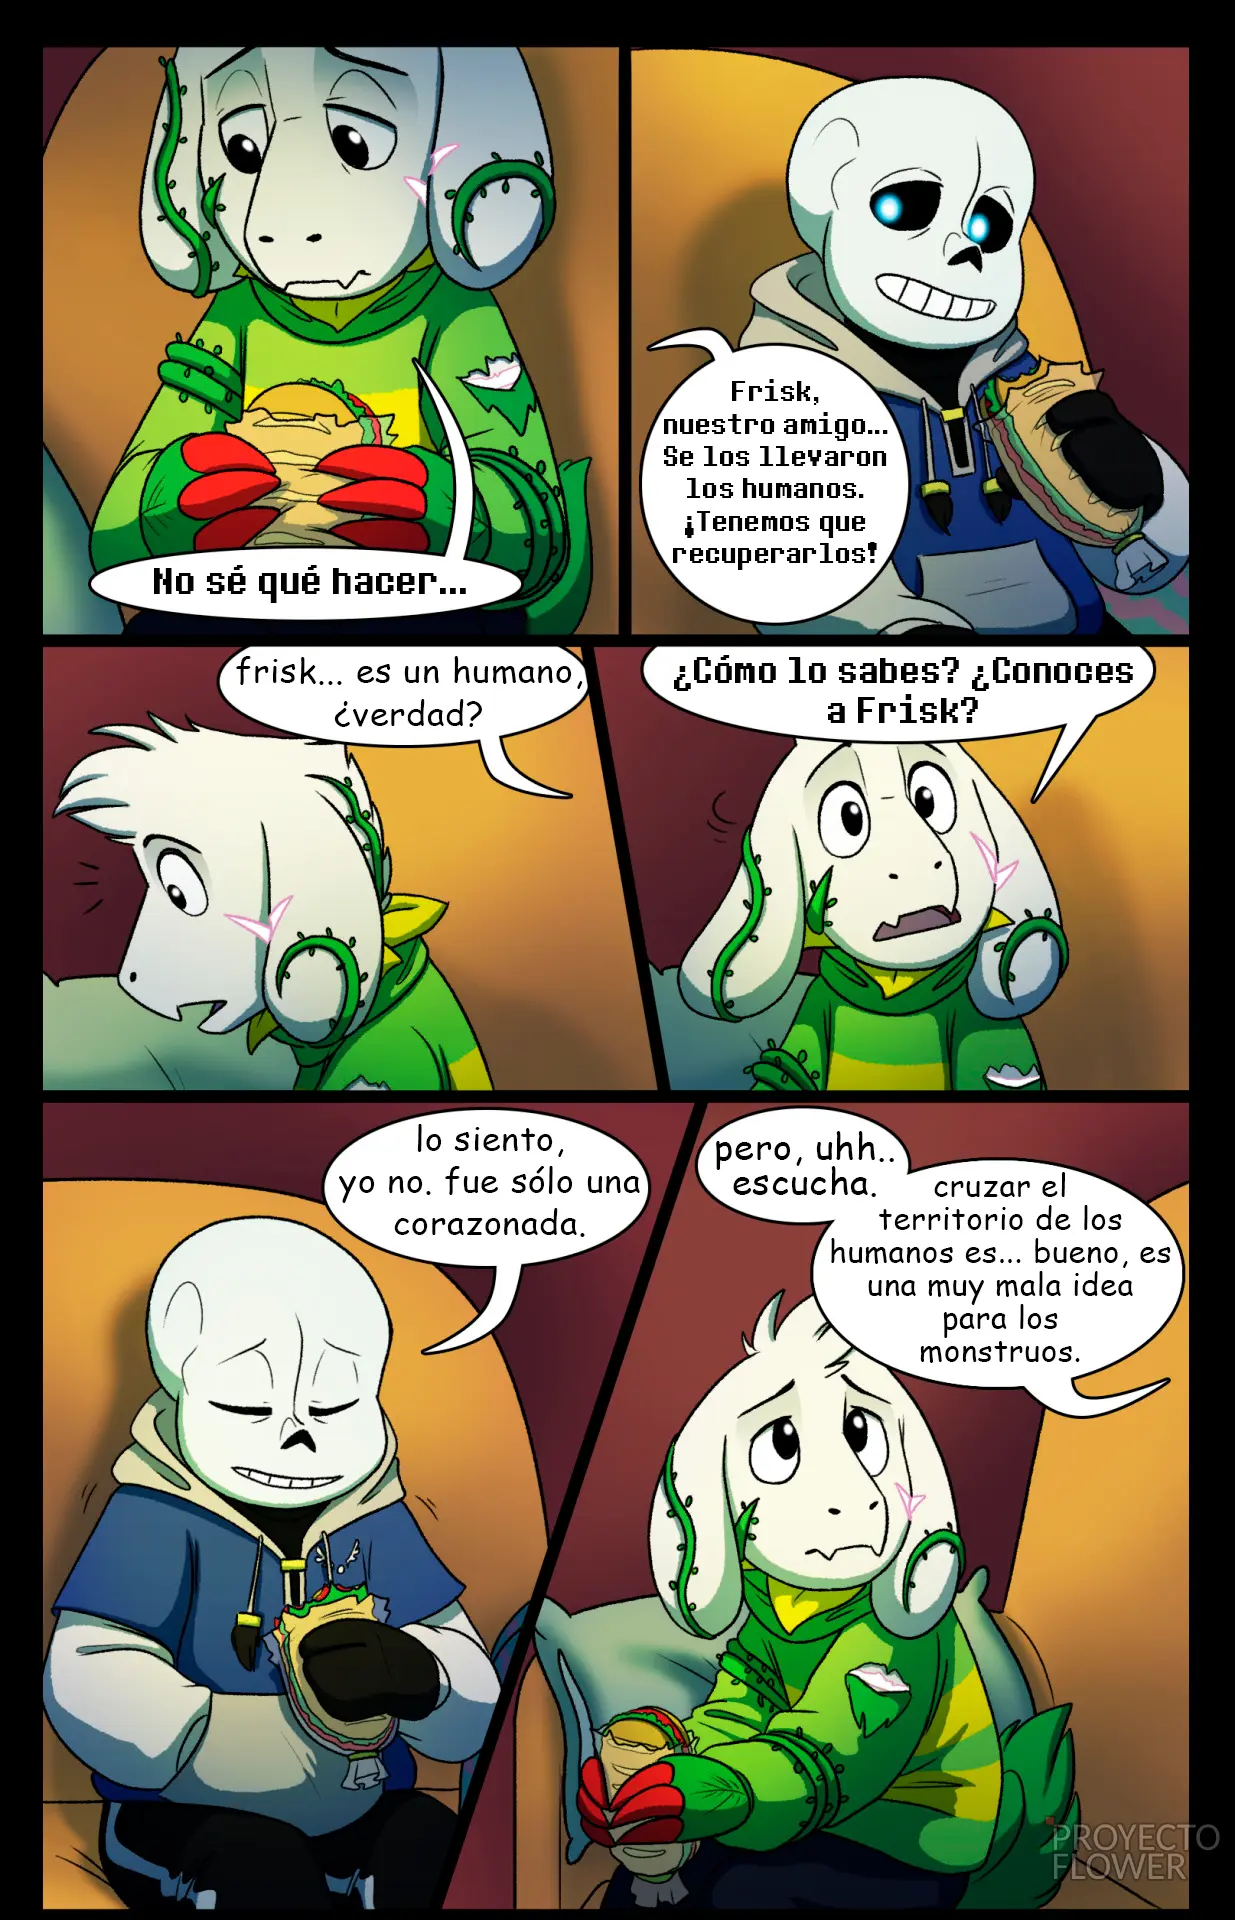 No sé qué hacer...
Frisk,
nuestro amigo...
Se los llevaron
los humanos.
¡Tenemos que
recuperarlos!
frisk... es un humano,
¿verdad?
¿Cómo lo sabes? ¿Conoces
a Frisk?
lo siento,
yo no. fue sólo una
corazonada.
pero, uhh..
escucha.
cruzar el
territorio de los
humanos es... bueno, es
una muy mala idea
para los
monstruos.
PROYECTO
FLOWER